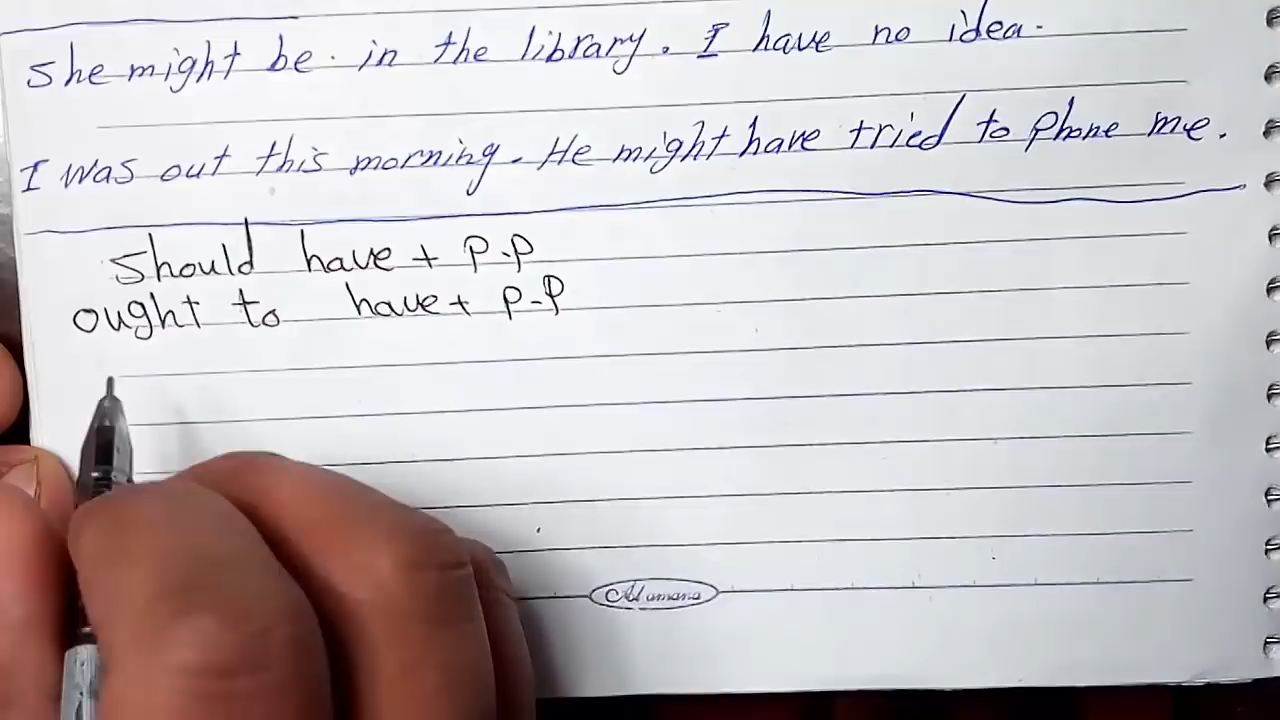 She might be. in the library. I have no idea.
I was out this morning. He might have tried to phone me.
Should have + P.P
ought to have + P-P